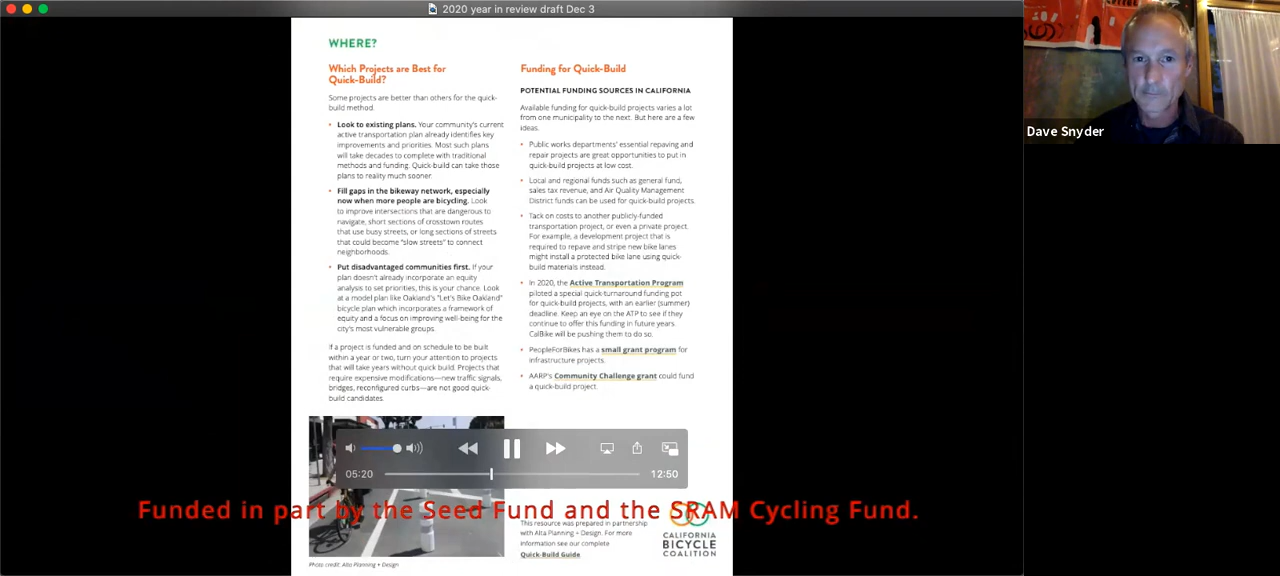 2020 year in review draft Dec 3
WHERE?
Which Projects are Best for
Quick-Build?
Some projects are better than others for the quick-
build method.
• Look to existing plans. Your community's current
active transportation plan already identifies key
improvements and priorities. Most such plans
will take decades to complete with traditional
methods and funding. Quick-build can take those
plans to reality much sooner.
• Fill gaps in the bikeway network, especially
now when more people are bicycling. Look
to improve intersections that are dangerous to
navigate, short sections of crosstown routes
that use busy streets, or long sections of streets
that could become "slow streets" to connect
neighborhoods.
• Put disadvantaged communities first. If your
plan doesn't already incorporate an equity
analysis to set priorities, this is your chance. Look
at a model plan like Oakland's "Let's Bike Oakland"
bicycle plan which incorporates a framework of
equity and a focus on improving well-being for the
city's most vulnerable groups.
If a project is funded and on schedule to be built
within a year or two, turn your attention to projects
that will take years without quick build. Projects that
require expensive modifications—new traffic signals,
bridges, reconfigured curbs—are not good quick-
build candidates.
Funding for Quick-Build
POTENTIAL FUNDING SOURCES IN CALIFORNIA
Available funding for quick-build projects varies a lot
from one municipality to the next. But here are a few
ideas.
• Public works departments' essential repaving and
repair projects are great opportunities to put in
quick-build projects at low cost.
• Local and regional funds such as general fund,
sales tax revenue, and Air Quality Management
District funds can be used for quick-build projects.
• Tack on costs to another publicly-funded
transportation project, or even a private project.
For example, a development project that is
required to repave and stripe new bike lanes
might install a protected bike lane using quick-
build materials instead.
• In 2020, the Active Transportation Program
piloted a special quick-turnaround funding pot
for quick-build projects, with an earlier (summer)
deadline. Keep an eye on the ATP to see if they
continue to offer this funding in future years.
CalBike will be pushing them to do so.
• PeopleForBikes has a small grant program for
infrastructure projects.
• AARP's Community Challenge grant could fund
a quick-build project.
Dave Snyder
05:20
12:50
Funded in part by the Seed Fund and the SRAM Cycling Fund.
This resource was prepared in partnership
with Alta Planning + Design. For more
information see our complete
Quick-Build Guide
CALIFORNIA
BICYCLE
COALITION
Photo credit: Alta Planning + Design